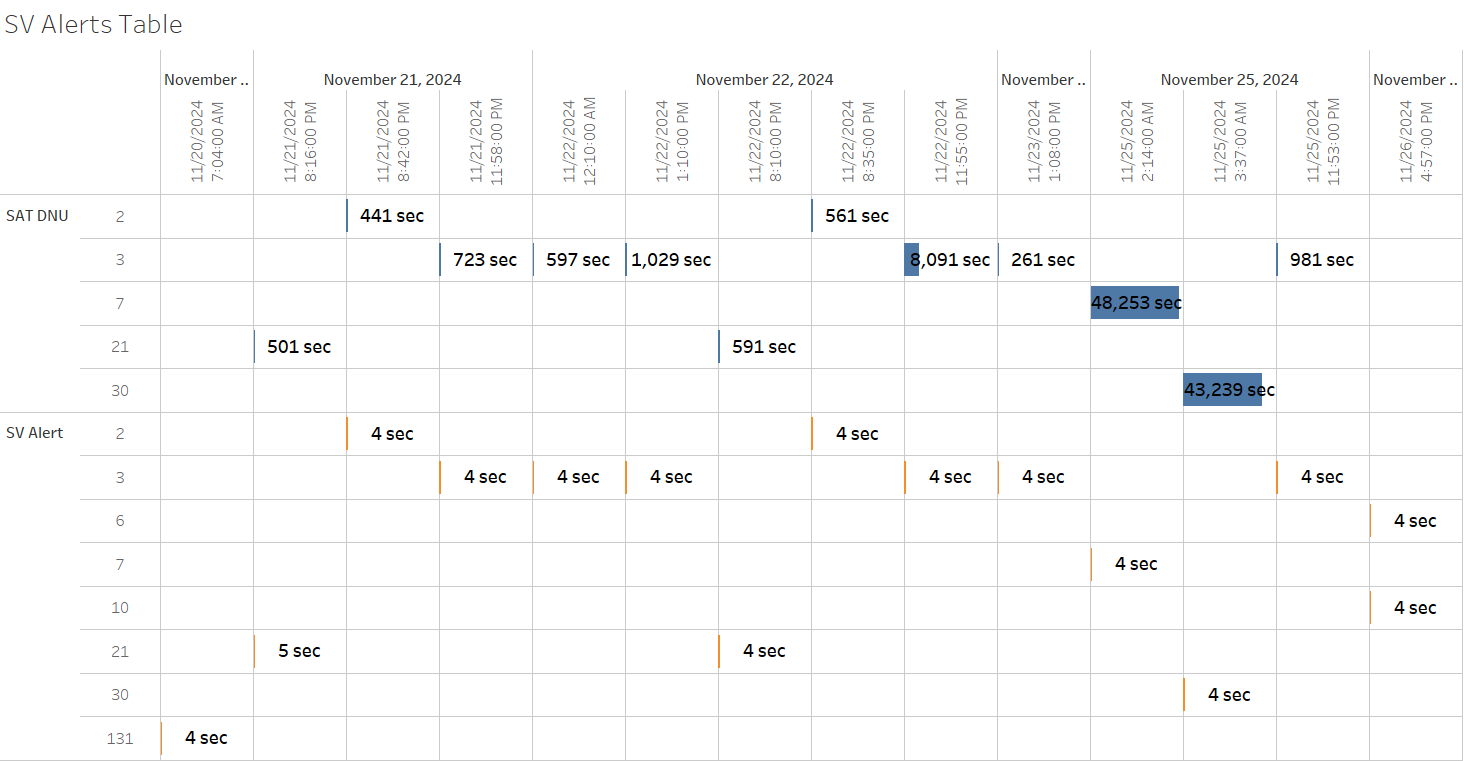 SV Alerts Table
November .. November 21, 2024 November 22, 2024 November .. November 25, 2024 November ..
11/20/2024 7:04:00 AM
11/21/2024 8:16:00 PM
11/21/2024 8:42:00 PM
11/21/2024 11:58:00 PM
11/22/2024 12:10:00 AM
11/22/2024 1:10:00 PM
11/22/2024 8:10:00 PM
11/22/2024 8:35:00 PM
11/22/2024 11:55:00 PM
11/23/2024 1:08:00 PM
11/25/2024 2:14:00 AM
11/25/2024 3:37:00 AM
11/25/2024 11:53:00 PM
11/26/2024 4:57:00 PM
SAT DNU 2 441 sec 561 sec
3 723 sec 597 sec 1,029 sec 8,091 sec 261 sec 981 sec
7 48,253 sec
21 501 sec 591 sec
30 43,239 sec
SV Alert 2 4 sec 4 sec
3 4 sec 4 sec 4 sec 4 sec 4 sec 4 sec
6 4 sec
7 4 sec
10 4 sec
21 5 sec 4 sec
30 4 sec
131 4 sec